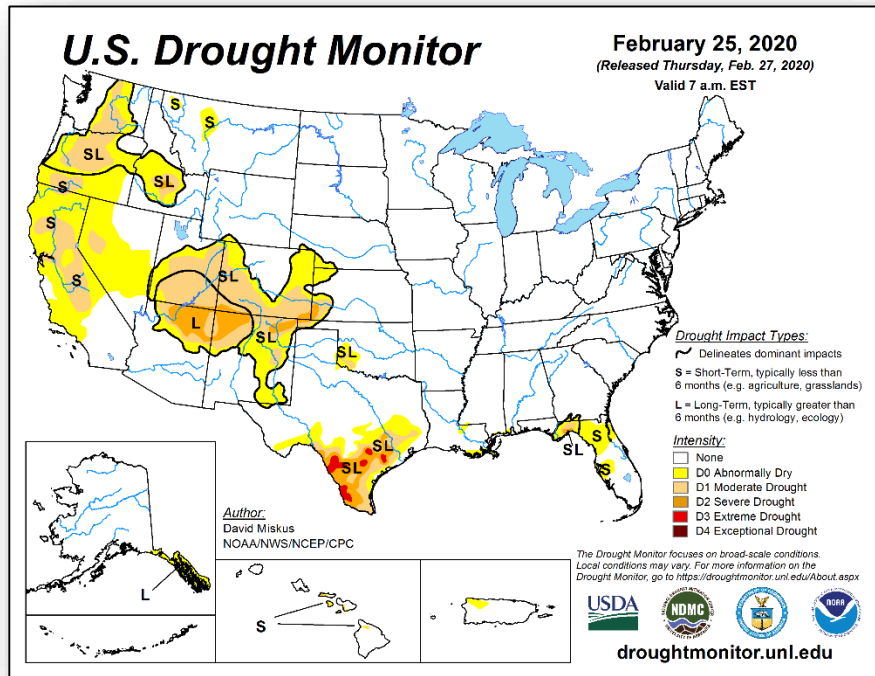 U.S. Drought Monitor
February 25, 2020
(Released Thursday, Feb. 27, 2020)
Valid 7 a.m. EST
S
S
SL
SL
S
S
S
SL
L
SL
SL
SL
SL
S
SL
S
Drought Impact Types:
Delineates dominant impacts
S = Short-Term, typically less than
6 months (e.g. agriculture, grasslands)
L = Long-Term, typically greater than
6 months (e.g. hydrology, ecology)
Intensity:
None
D0 Abnormally Dry
D1 Moderate Drought
D2 Severe Drought
D3 Extreme Drought
D4 Exceptional Drought
Author:
David Miskus
NOAA/NWS/NCEP/CPC
L
S
The Drought Monitor focuses on broad-scale conditions.
Local conditions may vary. For more information on the
Drought Monitor, go to https://droughtmonitor.unl.edu/About.aspx
USDA
NDMC
NOAA
droughtmonitor.unl.edu